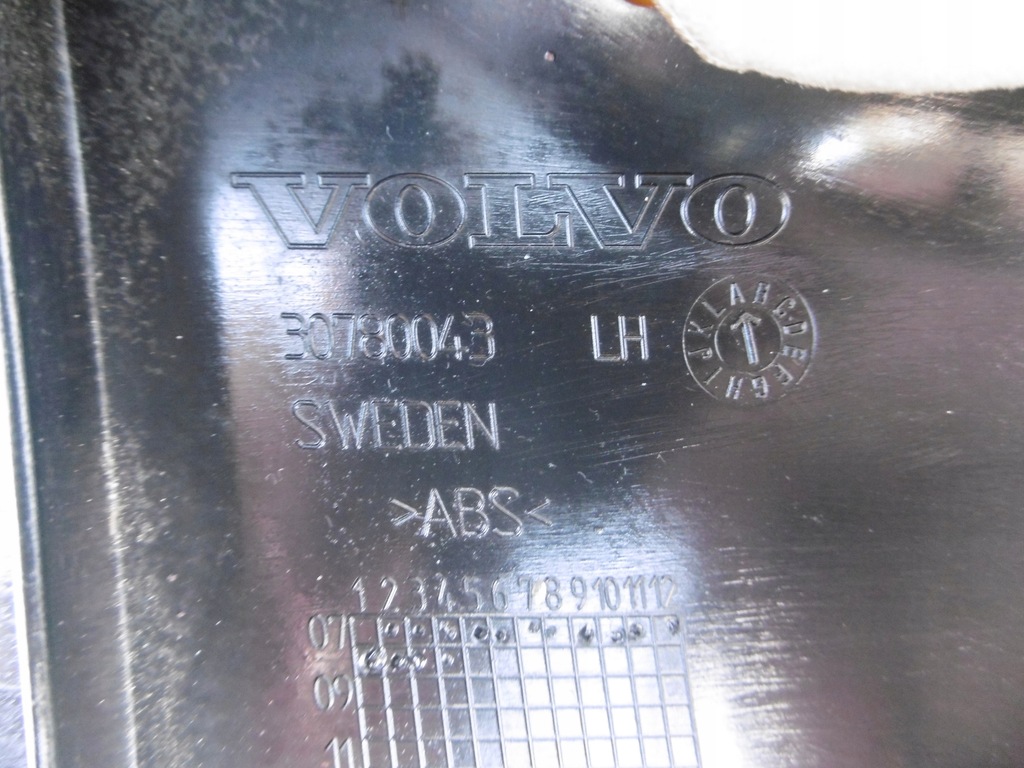 VOLVO
30780043 LH
SWEDEN
>ABS<
1 2 3 4 5 6 7 8 9 10 11 12
07
09
11